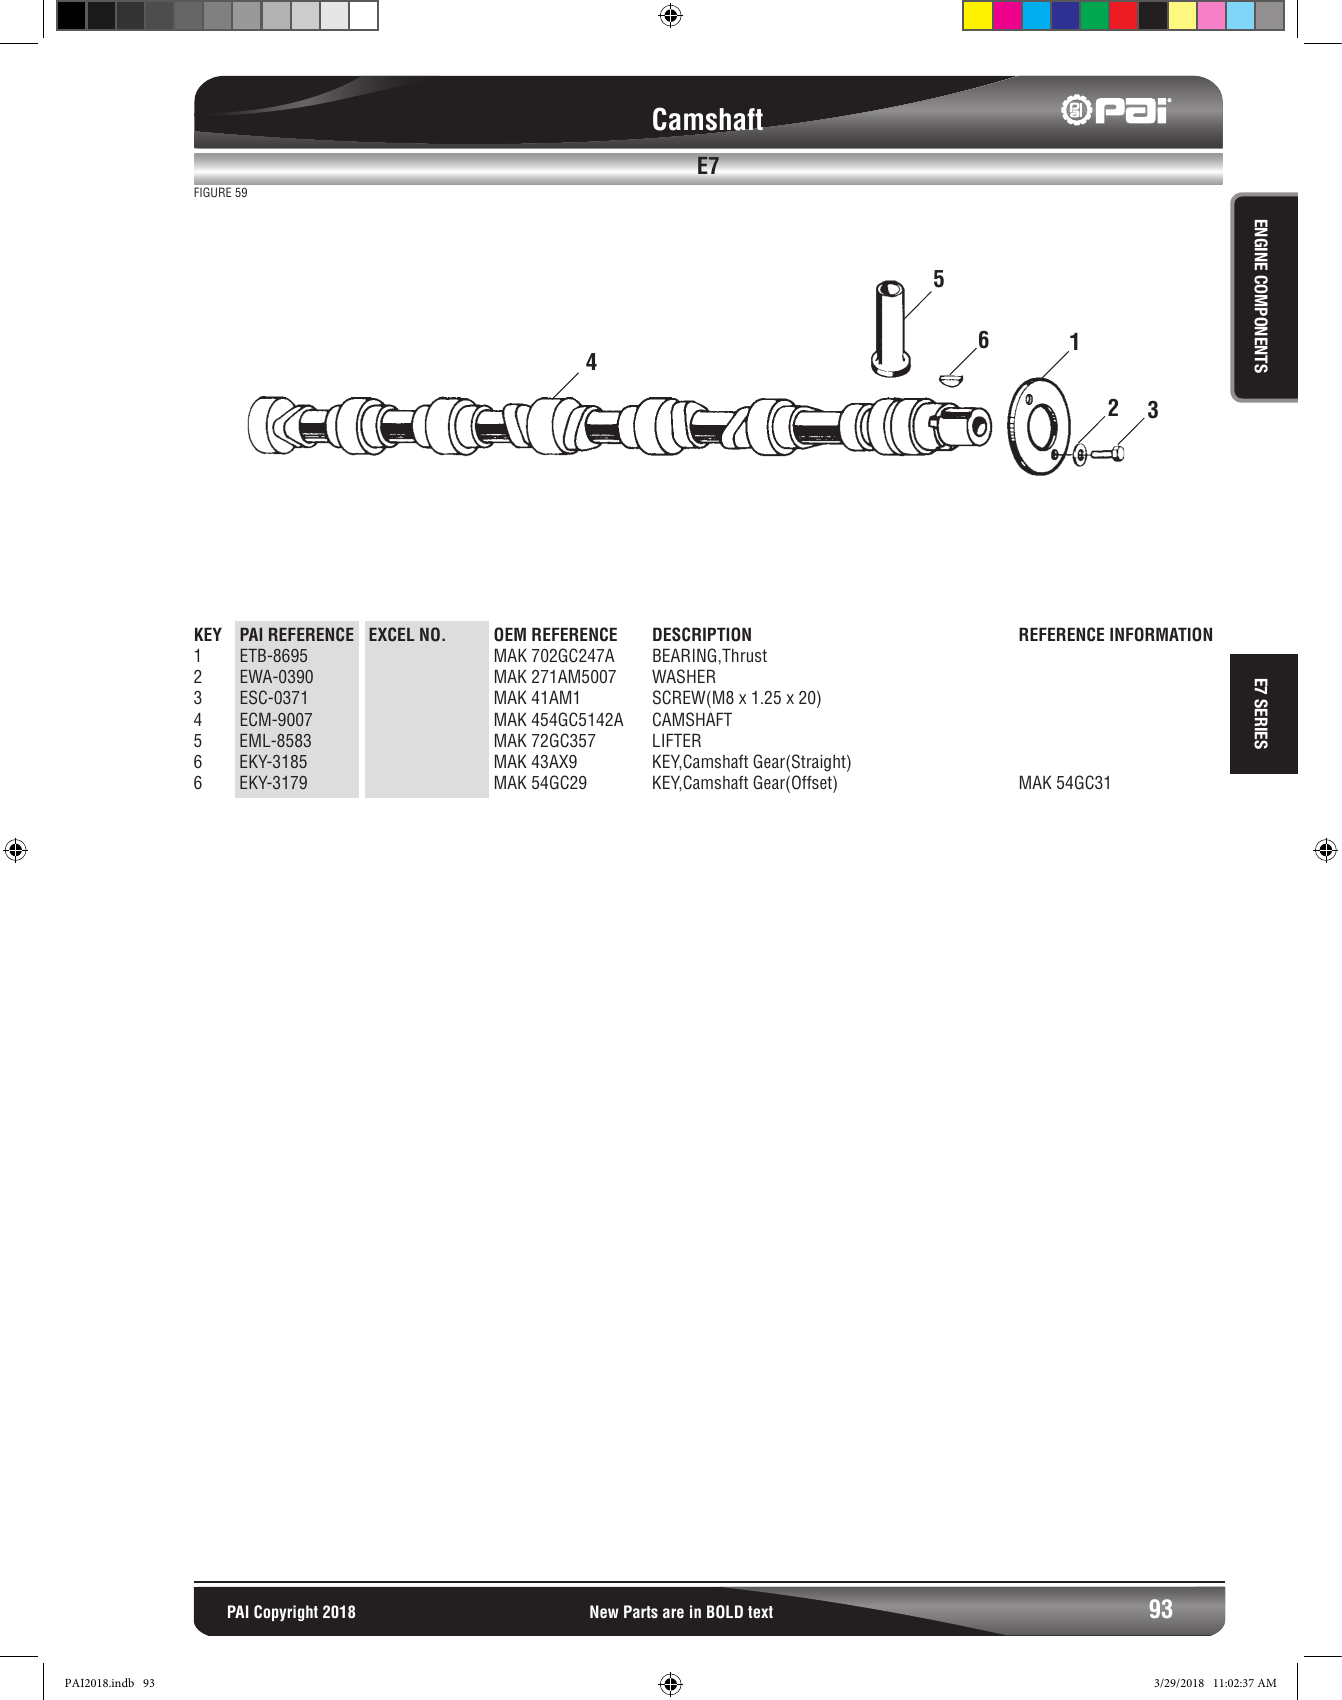 Camshaft
PAI pai
E7
FIGURE 59
ENGINE COMPONENTS
5
6
1
4
2
3
KEY PAI REFERENCE EXCEL NO. OEM REFERENCE DESCRIPTION REFERENCE INFORMATION
1 ETB-8695 MAK 702GC247A BEARING,Thrust
2 EWA-0390 MAK 271AM5007 WASHER
3 ESC-0371 MAK 41AM1 SCREW(M8 x 1.25 x 20)
4 ECM-9007 MAK 454GC5142A CAMSHAFT
5 EML-8583 MAK 72GC357 LIFTER
6 EKY-3185 MAK 43AX9 KEY,Camshaft Gear(Straight)
6 EKY-3179 MAK 54GC29 KEY,Camshaft Gear(Offset) MAK 54GC31
E7 SERIES
PAI Copyright 2018 New Parts are in BOLD text 93
PAI2018.indb 93 3/29/2018 11:02:37 AM